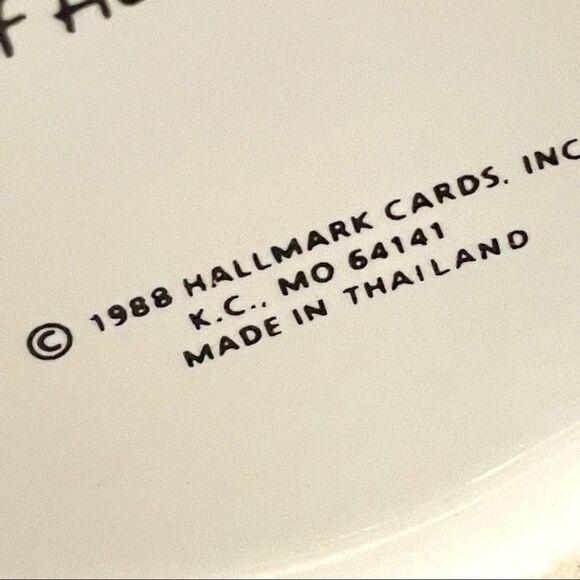 © 1988 HALLMARK CARDS, INC
K.C., MO 64141
MADE IN THAILAND